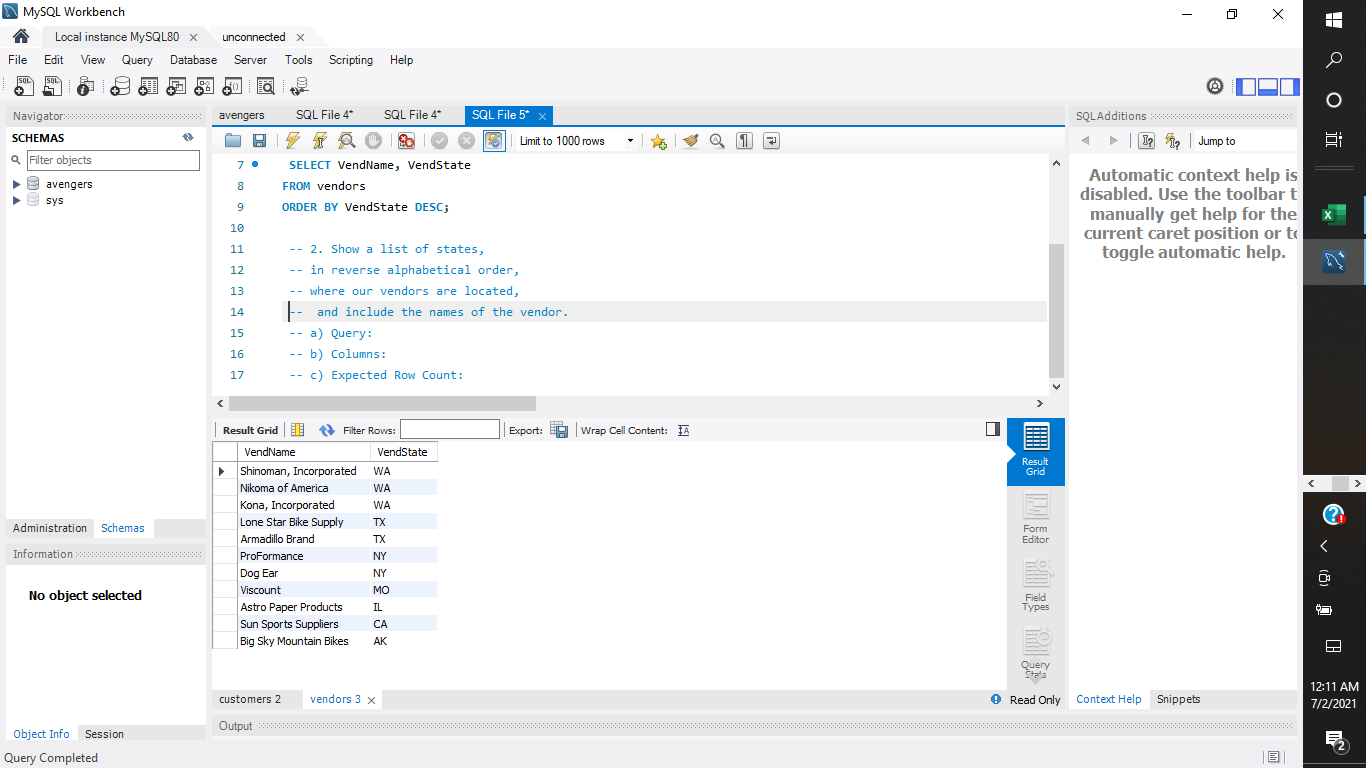 MySQL Workbench
Local instance MySQL80
unconnected
File Edit View Query Database Server Tools Scripting Help
Navigator
SCHEMAS
Filter objects
avengers
sys
Administration Schemas
Information
No object selected
Object Info Session
Query Completed
avengers SQL File 4* SQL File 4* SQL File 5*
Limit to 1000 rows
7 SELECT VendName, VendState
8 FROM vendors
9 ORDER BY VendState DESC;
10
11 -- 2. Show a list of states,
12 -- in reverse alphabetical order,
13 -- where our vendors are located,
14 --  and include the names of the vendor.
15 -- a) Query:
16 -- b) Columns:
17 -- c) Expected Row Count:
Result Grid Filter Rows: Export: Wrap Cell Content:
VendName VendState
Shinoman, Incorporated WA
Nikoma of America WA
Kona, Incorporated WA
Lone Star Bike Supply TX
Armadillo Brand TX
ProFormance NY
Dog Ear NY
Viscount MO
Astro Paper Products IL
Sun Sports Suppliers CA
Big Sky Mountain Bikes AK
Result
Grid
Form
Editor
Field
Types
Query
Stats
customers 2 vendors 3
Read Only
Output
SQLAdditions
Jump to
Automatic context help is
disabled. Use the toolbar t
manually get help for the
current caret position or to
toggle automatic help.
Context Help Snippets
12:11 AM
7/2/2021
2